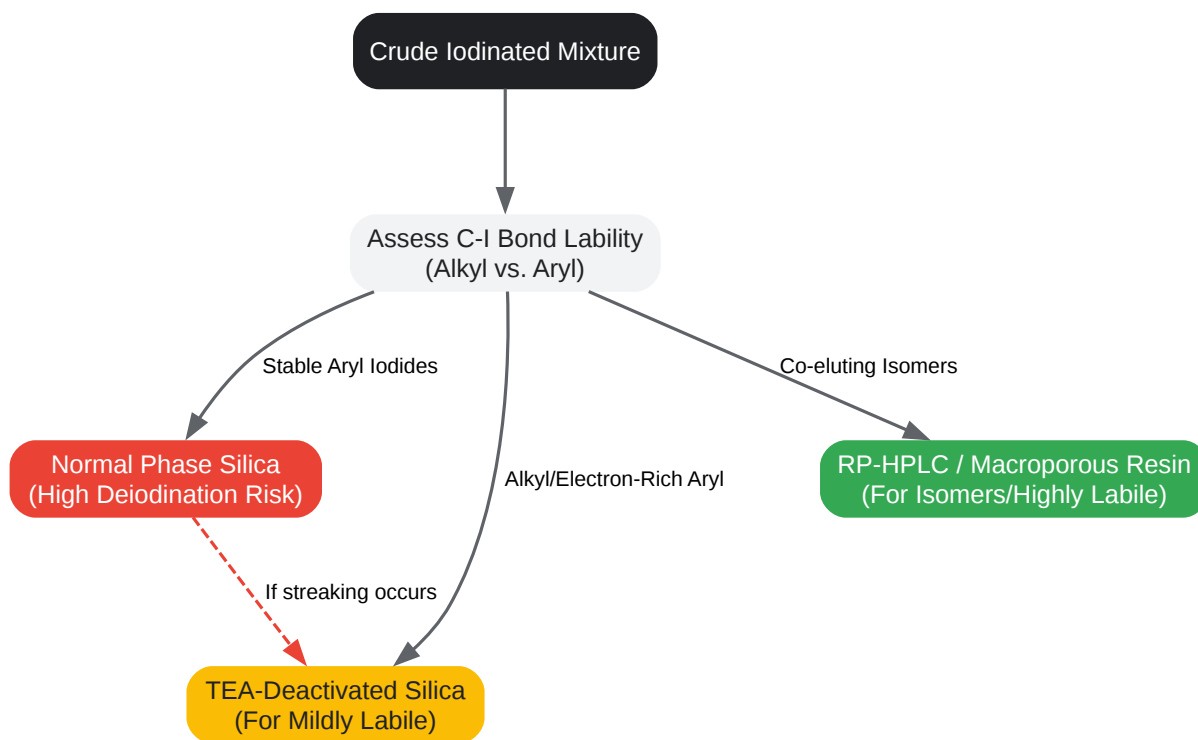 Crude Iodinated Mixture
Assess C-I Bond Lability
(Alkyl vs. Aryl)
Stable Aryl Iodides
Co-eluting Isomers
Normal Phase Silica
(High Deiodination Risk)
Alkyl/Electron-Rich Aryl
RP-HPLC / Macroporous Resin
(For Isomers/Highly Labile)
If streaking occurs
TEA-Deactivated Silica
(For Mildly Labile)